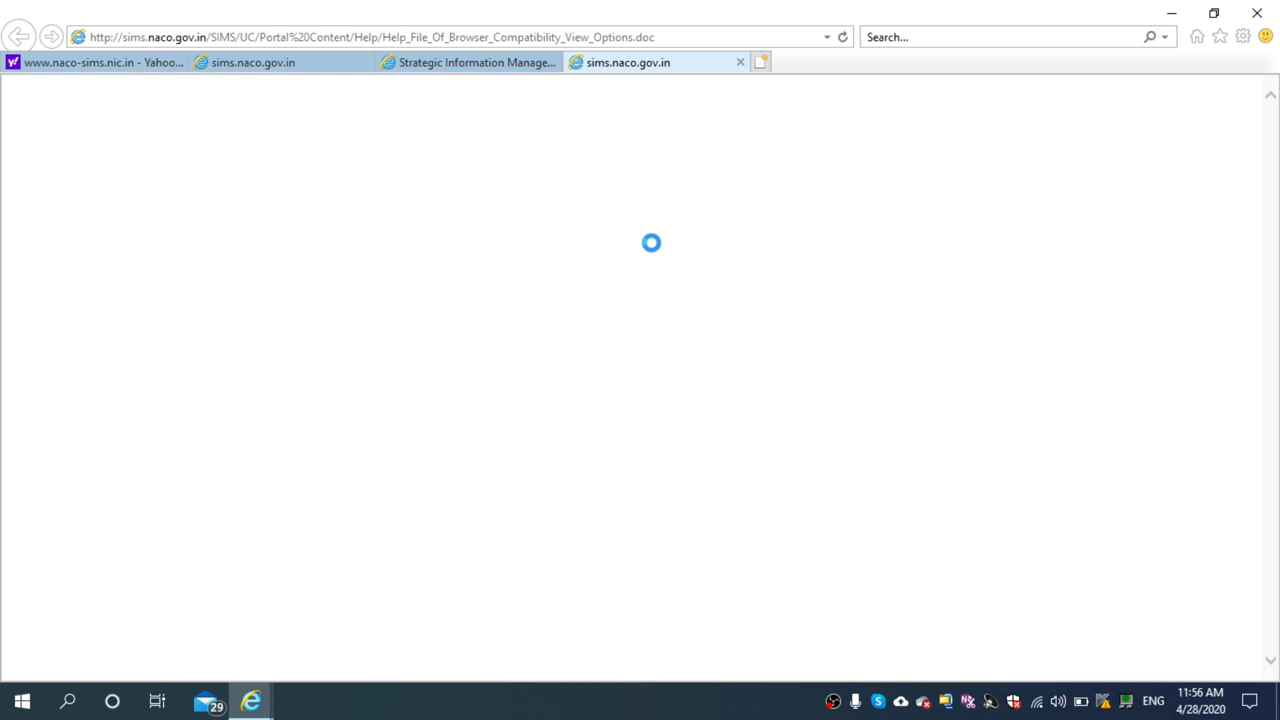 http://sims.naco.gov.in/SIMS/UC/Portal%20Content/Help/Help_File_Of_Browser_Compatibility_View_Options.doc
Search...
www.naco-sims.nic.in - Yahoo...
sims.naco.gov.in
Strategic Information Manage...
sims.naco.gov.in
29
ENG
11:56 AM
4/28/2020